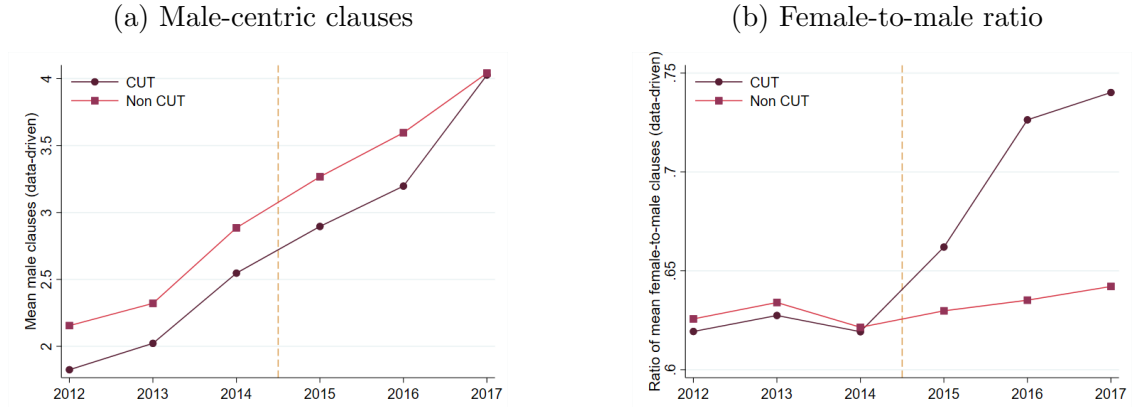 (a) Male-centric clauses
Mean male clauses (data-driven)
4
3.5
3
2.5
2
CUT
Non CUT
2012 2013 2014 2015 2016 2017
(b) Female-to-male ratio
Ratio of mean female-to-male clauses (data-driven)
.75
.7
.65
.6
CUT
Non CUT
2012 2013 2014 2015 2016 2017